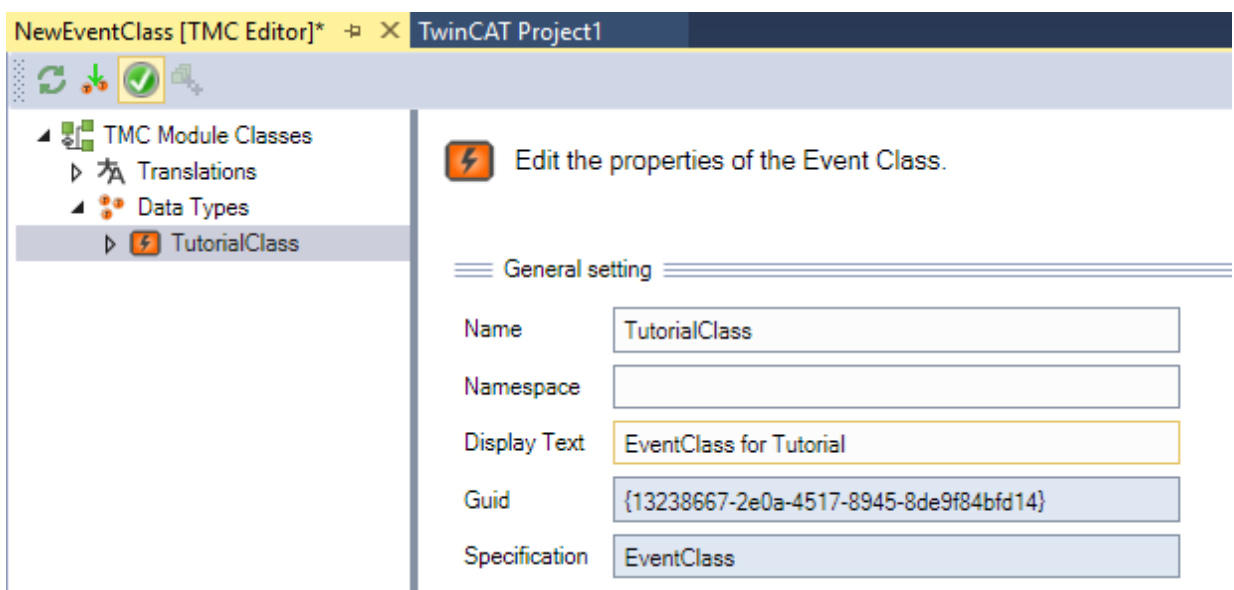 NewEventClass [TMC Editor]* TwinCAT Project1
TMC Module Classes
Translations
Data Types
TutorialClass
Edit the properties of the Event Class.
General setting
Name TutorialClass
Namespace
Display Text EventClass for Tutorial
Guid {13238667-2e0a-4517-8945-8de9f84bfd14}
Specification EventClass